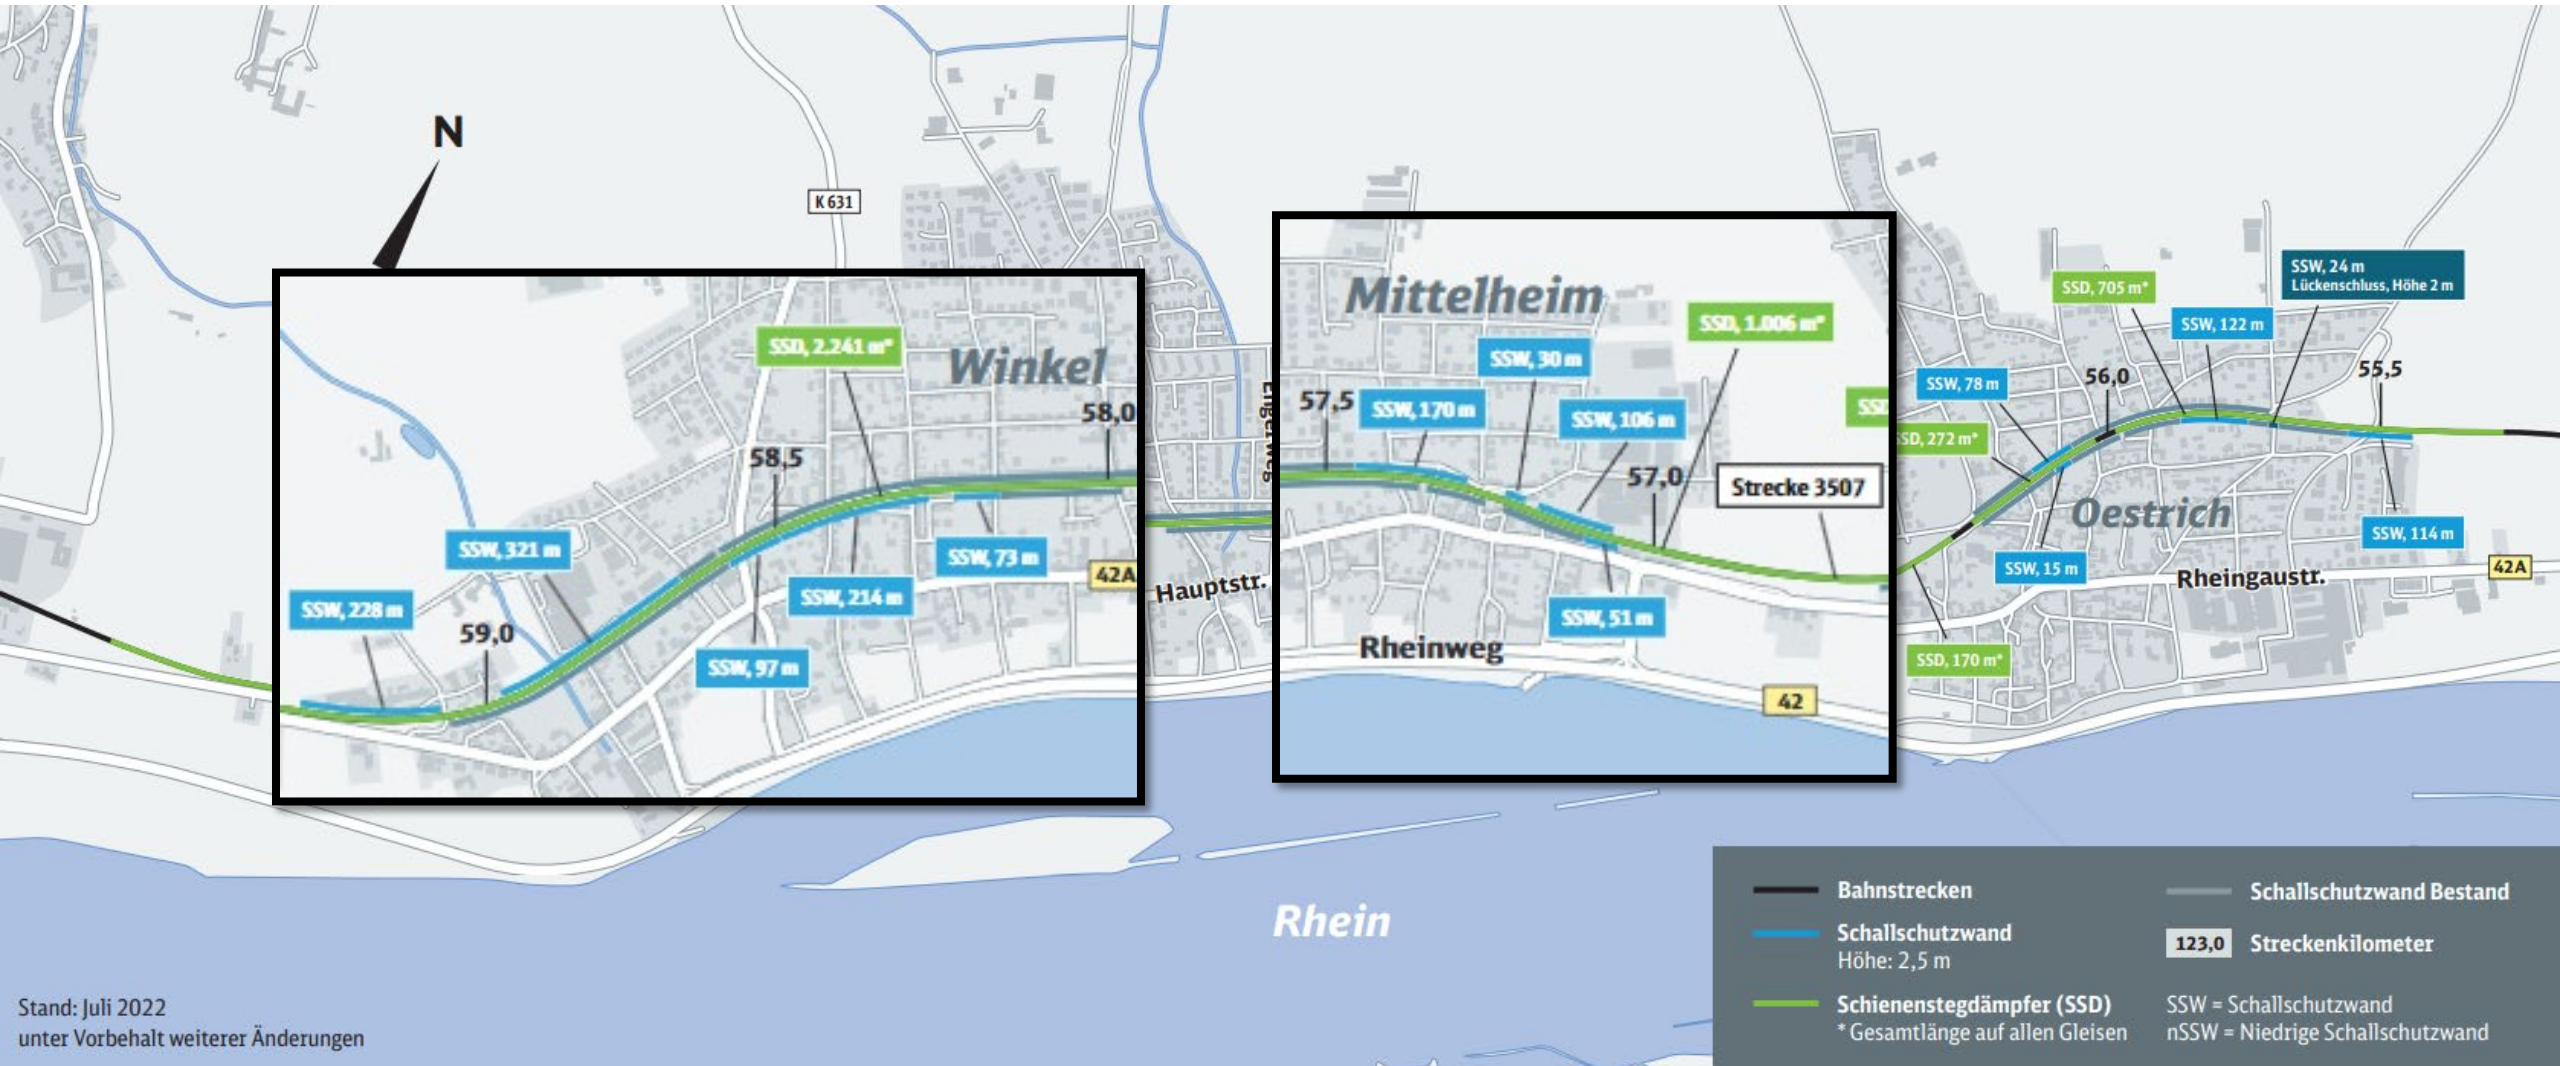 N
K 631
Winkel
SSD, 2.241 m*
58,0
58,5
SSW, 321 m
SSW, 73 m
SSW, 228 m
SSW, 214 m
59,0
SSW, 97 m
42A
Hauptstr.
Mittelheim
SSD, 1.006 m*
SSW, 30 m
57,5
SSW, 170 m
SSW, 106 m
57,0
Strecke 3507
SSW, 51 m
Rheinweg
42
SSW, 24 m
Lückenschluss, Höhe 2 m
SSD, 705 m*
SSW, 122 m
55,5
56,0
SSW, 78 m
SSD, 272 m*
Oestrich
SSW, 114 m
SSW, 15 m
42A
Rheingaustr.
SSD, 170 m*
Rhein
Bahnstrecken
Schallschutzwand
Höhe: 2,5 m
Schienenstegdämpfer (SSD)
* Gesamtlänge auf allen Gleisen
Schallschutzwand Bestand
123,0 Streckenkilometer
SSW = Schallschutzwand
nSSW = Niedrige Schallschutzwand
Stand: Juli 2022
unter Vorbehalt weiterer Änderungen